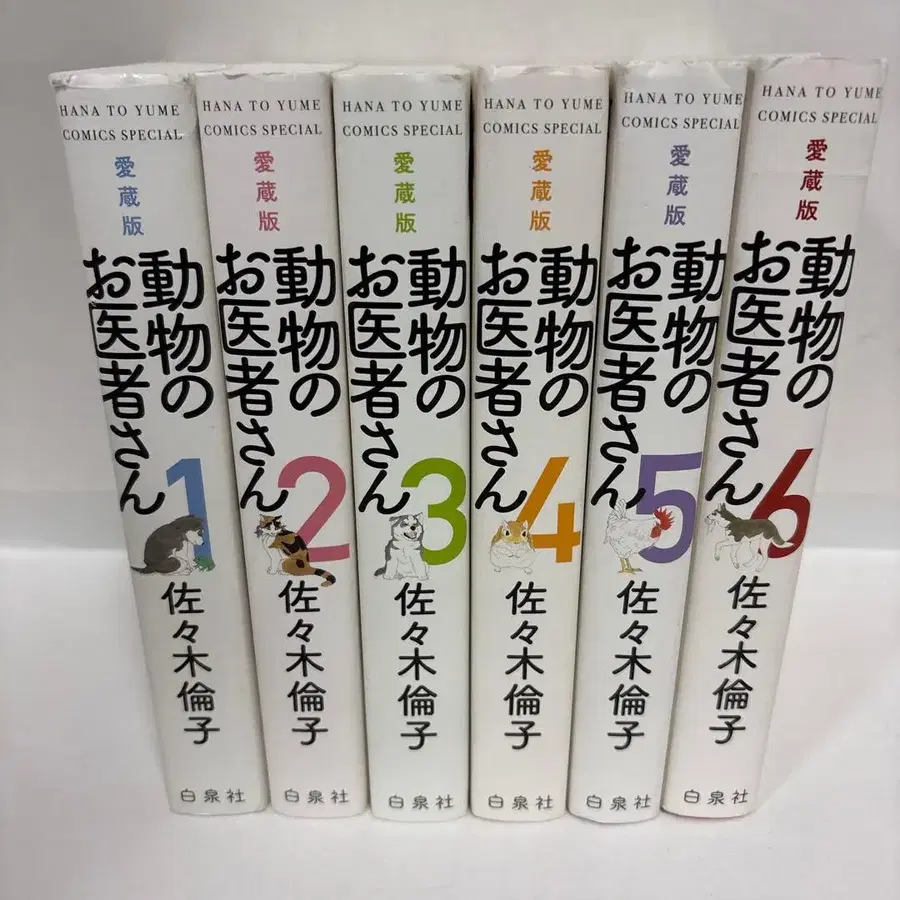 HANA TO YUME
COMICS SPECIAL
愛蔵版
動物の
お医者さん
1
佐々木倫子
白泉社
HANA TO YUME
COMICS SPECIAL
愛蔵版
動物の
お医者さん
2
佐々木倫子
白泉社
HANA TO YUME
COMICS SPECIAL
愛蔵版
動物の
お医者さん
3
佐々木倫子
白泉社
HANA TO YUME
COMICS SPECIAL
愛蔵版
動物の
お医者さん
4
佐々木倫子
白泉社
HANA TO YUME
COMICS SPECIAL
愛蔵版
動物の
お医者さん
5
佐々木倫子
白泉社
HANA TO YUME
COMICS SPECIAL
愛蔵版
動物の
お医者さん
6
佐々木倫子
白泉社